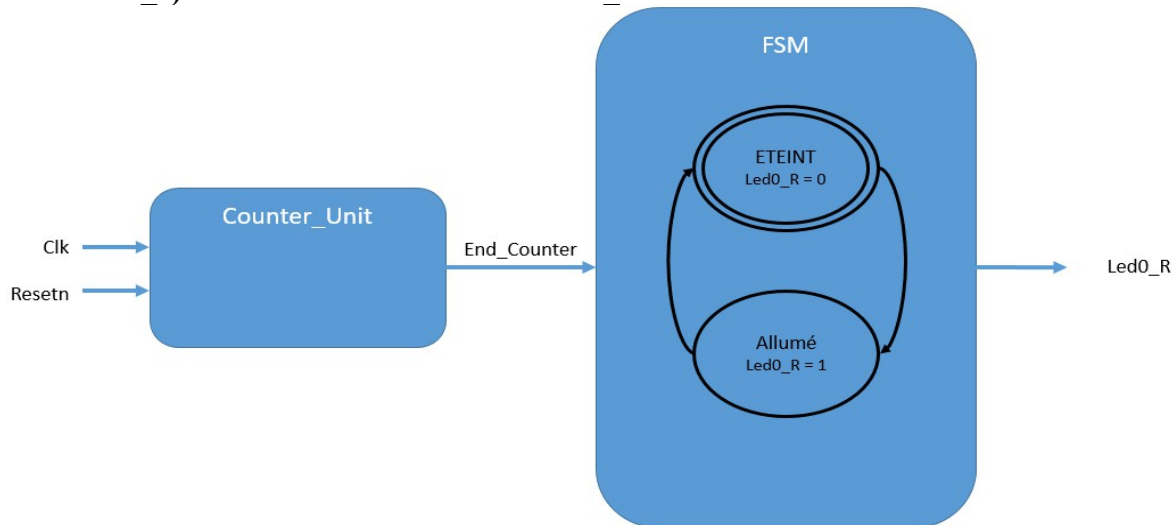 FSM
ETEINT
Led0_R = 0
Counter_Unit
Clk
End_Counter
Led0_R
Resetn
Allumé
Led0_R = 1